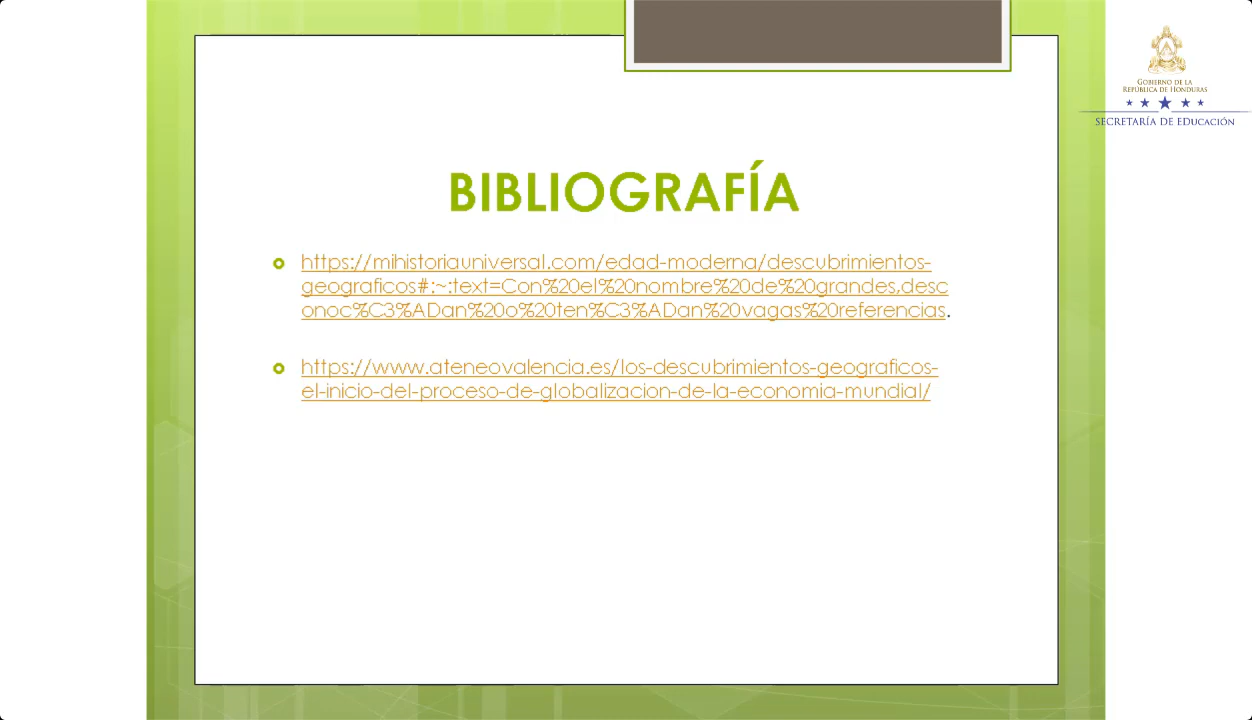 GOBIERNO DE LA
REPÚBLICA DE HONDURAS
SECRETARÍA DE EDUCACIÓN
BIBLIOGRAFÍA
https://mihistoriauniversal.com/edad-moderna/descubrimientos-
geograficos#:~:text=Con%20el%20nombre%20de%20grandes,desc
onoc%C3%ADan%20o%20ten%C3%ADan%20vagas%20referencias.
https://www.ateneovalencia.es/los-descubrimientos-geograficos-
el-inicio-del-proceso-de-globalizacion-de-la-economia-mundial/